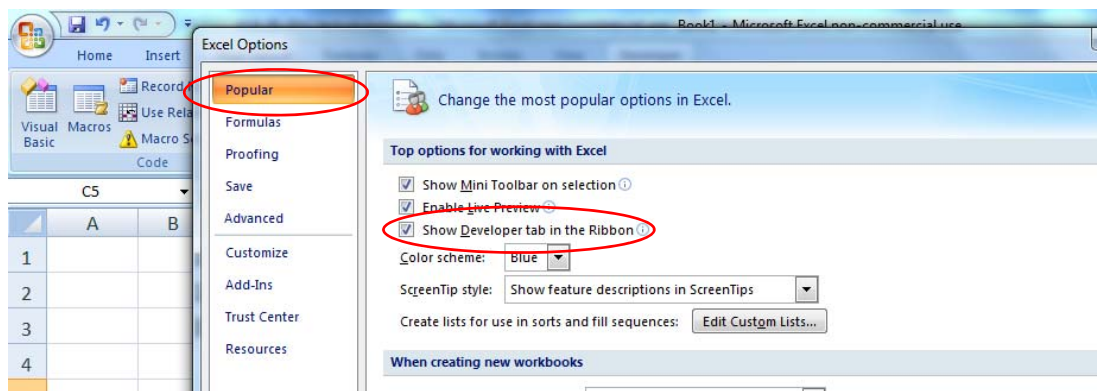 Book1 - Microsoft Excel non-commercial use
Home Insert
Excel Options
Visual Basic
Macros
Record
Use Rela
Macro S
Code
C5
A B
1
2
3
4
Popular
Formulas
Proofing
Save
Advanced
Customize
Add-Ins
Trust Center
Resources
Change the most popular options in Excel.
Top options for working with Excel
Show Mini Toolbar on selection
Enable Live Preview
Show Developer tab in the Ribbon
Color scheme: Blue
ScreenTip style: Show feature descriptions in ScreenTips
Create lists for use in sorts and fill sequences: Edit Custom Lists...
When creating new workbooks